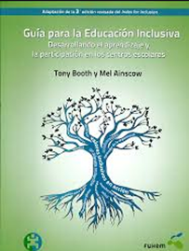 Adaptación de la 3ª edición revisada del Index for Inclusion
Guía para la Educación Inclusiva
Desarrollando el aprendizaje y
la participación en los centros escolares
Tony Booth y Mel Ainscow
fuhem